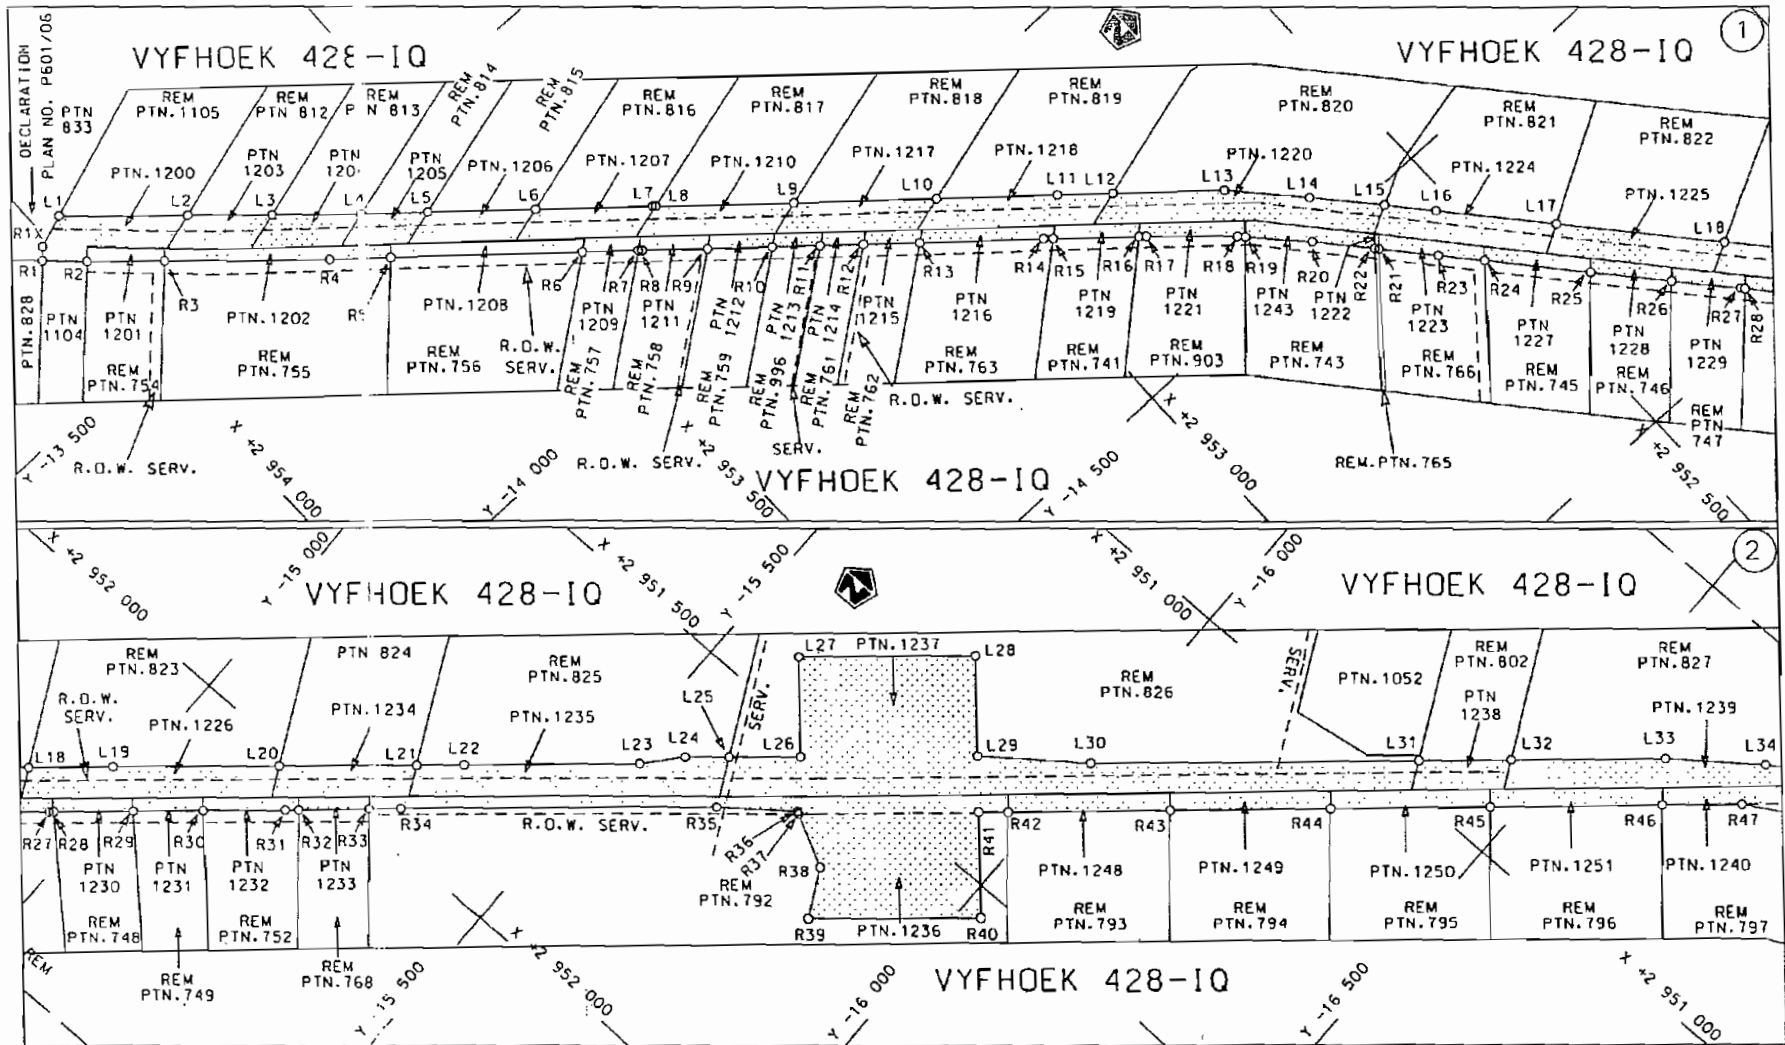 DECLARATION
PLAN NO. P601/06
VYFHOEK 428-IQ
VYFHOEK 428-IQ
1
PTN
833
REM
PTN.1105
REM
PTN 812
REM
PTN 813
REM
PTN.814
REM
PTN.815
REM
PTN.816
REM
PTN.817
REM
PTN.818
REM
PTN.819
REM
PTN.820
REM
PTN.821
REM
PTN.822
PTN.1200
PTN
1203
PTN
PTN
1205
PTN.1206
PTN.1207
PTN.1210
PTN.1217
PTN.1218
PTN.1220
PTN.1224
PTN.1225
L1
L2
L3
L5
L6
L7
L8
L9
L10
L11
L12
L13
L14
L15
L16
L17
L18
R1X
R1
R2
R3
R4
R5
R6
R7
R8
R9
R10
R11
R12
R13
R14
R15
R16
R17
R18
R19
R20
R22
R21
R23
R24
R25
R26
R27
R28
PTN.828
PTN
1104
PTN
1201
REM
PTN.754
PTN.1202
REM
PTN.755
PTN.1208
REM
PTN.756
R.O.W.
SERV.
PTN
1209
REM
PTN.757
PTN
1211
REM
PTN.758
PTN
1212
REM
PTN.759
PTN
1213
REM
PTN.996
PTN
1214
REM
PTN.761
PTN
1215
REM
PTN.762
PTN
1216
REM
PTN.763
PTN
1219
REM
PTN.741
PTN
1221
REM
PTN.903
PTN
1243
REM
PTN.743
PTN
1222
PTN
1223
REM
PTN.766
PTN
1227
REM
PTN.745
PTN
1228
REM
PTN.746
PTN
1229
REM
PTN
747
R.O.W. SERV.
R.O.W. SERV.
SERV.
R.O.W. SERV.
REM.PTN.765
Y -13 500
X +2 954 000
Y -14 000
X +2 953 500
VYFHOEK 428-IQ
Y -14 500
X +2 953 000
X +2 952 500
X +2 952 000
Y -15 000
X +2 951 500
Y -15 500
X +2 951 000
Y -16 000
2
VYFHOEK 428-IQ
VYFHOEK 428-IQ
REM
PTN.823
PTN 824
REM
PTN.825
SERV.
L27
PTN.1237
L28
REM
PTN.826
SERV.
PTN.1052
REM
PTN.802
REM
PTN.827
R.O.W.
SERV.
PTN.1226
PTN.1234
PTN.1235
L25
PTN
1238
PTN.1239
L18
L19
L20
L21
L22
L23
L24
L26
L29
L30
L31
L32
L33
L34
R27
R28
R29
R30
R31
R32
R33
R34
R.O.W. SERV.
R35
R36
R37
R38
R39
R40
R41
R42
R43
R44
R45
R46
R47
PTN
1230
PTN
1231
PTN
1232
PTN
1233
PTN.1248
PTN.1249
PTN.1250
PTN.1251
PTN.1240
REM
REM
PTN.748
REM
PTN.749
REM
PTN.752
REM
PTN.768
REM
PTN.792
PTN.1236
REM
PTN.793
REM
PTN.794
REM
PTN.795
REM
PTN.796
REM
PTN.797
VYFHOEK 428-IQ
Y -15 500
X +2 952 000
Y -16 000
Y -16 500
X +2 951 000